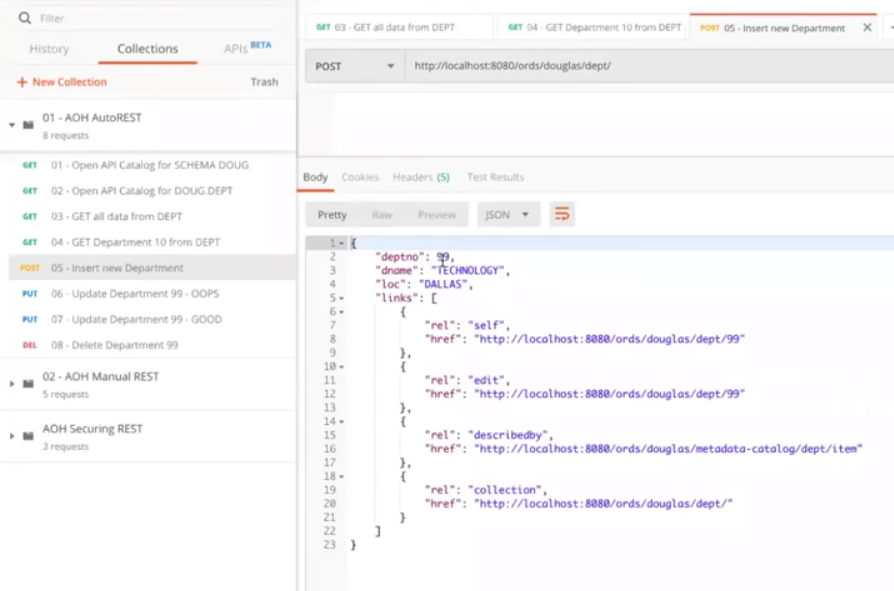 Filter
History Collections APIs BETA
+ New Collection Trash
01 - AOH AutoREST
8 requests
GET 01 - Open API Catalog for SCHEMA DOUG
GET 02 - Open API Catalog for DOUG.DEPT
GET 03 - GET all data from DEPT
GET 04 - GET Department 10 from DEPT
POST 05 - Insert new Department
PUT 06 - Update Department 99 - OOPS
PUT 07 - Update Department 99 - GOOD
DEL 08 - Delete Department 99
02 - AOH Manual REST
5 requests
AOH Securing REST
3 requests
GET 03 - GET all data from DEPT GET 04 - GET Department 10 from DEPT POST 05 - Insert new Department
POST http://localhost:8080/ords/douglas/dept/
Body Cookies Headers (5) Test Results
Pretty Raw Preview JSON
1 {
2 "deptno": 99,
3 "dname": "TECHNOLOGY",
4 "loc": "DALLAS",
5 "links": [
6 {
7 "rel": "self",
8 "href": "http://localhost:8080/ords/douglas/dept/99"
9 },
10 {
11 "rel": "edit",
12 "href": "http://localhost:8080/ords/douglas/dept/99"
13 },
14 {
15 "rel": "describedby",
16 "href": "http://localhost:8080/ords/douglas/metadata-catalog/dept/item"
17 },
18 {
19 "rel": "collection",
20 "href": "http://localhost:8080/ords/douglas/dept/"
21 }
22 ]
23 }